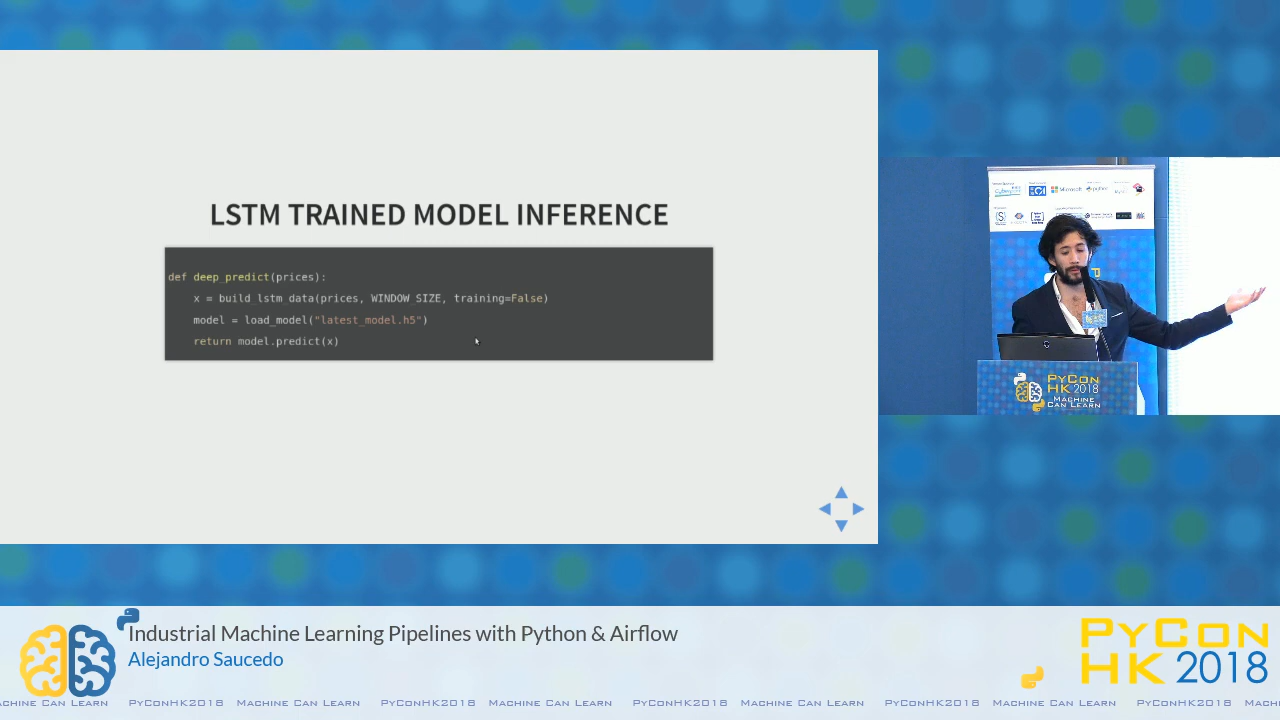 LSTM TRAINED MODEL INFERENCE
def deep_predict(prices):
x = build_lstm_data(prices, WINDOW_SIZE, training=False)
model = load_model("latest_model.h5")
return model.predict(x)
Microsoft
PyCon
HK 2018
Machine
Can Learn
Industrial Machine Learning Pipelines with Python & Airflow
Alejandro Saucedo
PyCon
HK 2018
achine Can Learn PyConHK2018 Machine Can Learn PyConHK2018 Machine Can Learn PyConHK2018 Machine Can Learn PyConHK2018 Machine Can Learn PyConHK2018 Mach